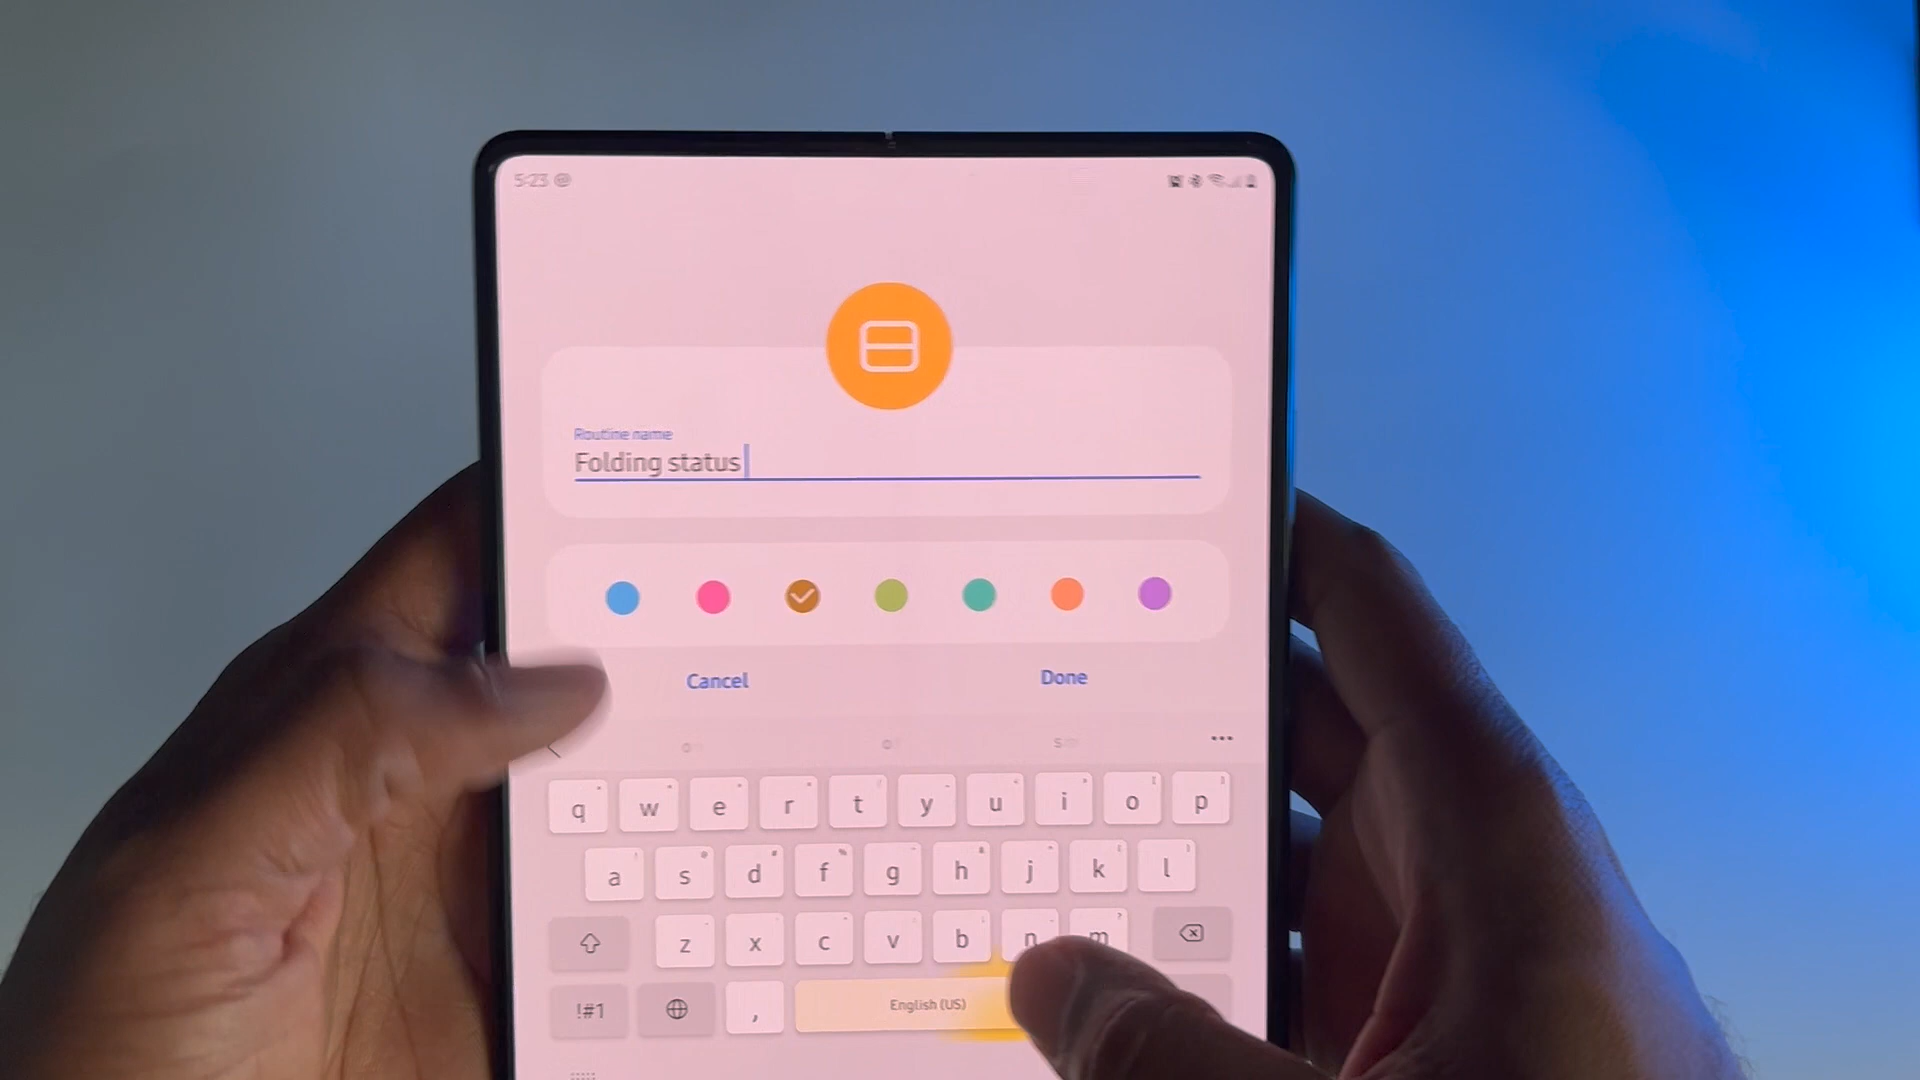 5:23
Routine name
Folding status
Cancel Done
q w e r t y u i o p
a s d f g h j k l
z x c v b n m
!#1 , English (US)